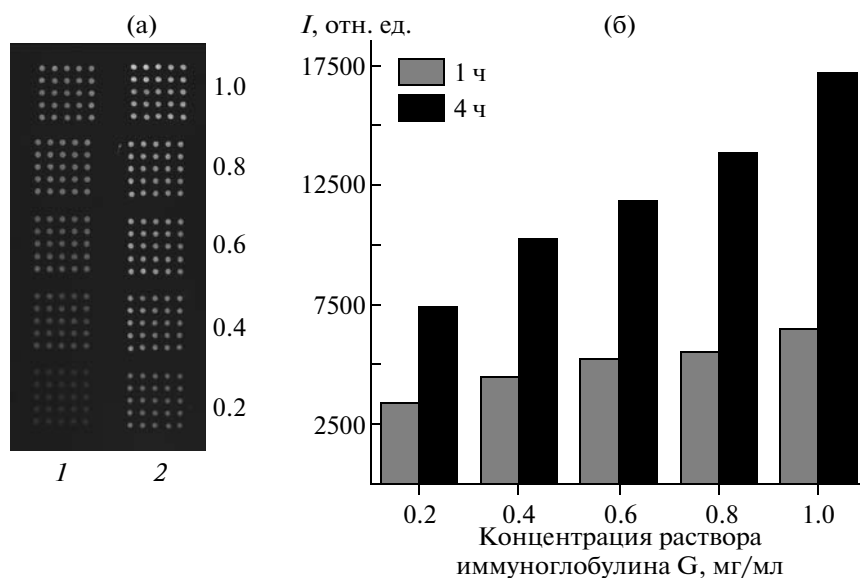 (а)
1.0
0.8
0.6
0.4
0.2
1 2
I, отн. ед.
(б)
17500
12500
7500
2500
1 ч
4 ч
0.2 0.4 0.6 0.8 1.0
Концентрация раствора
иммуноглобулина G, мг/мл